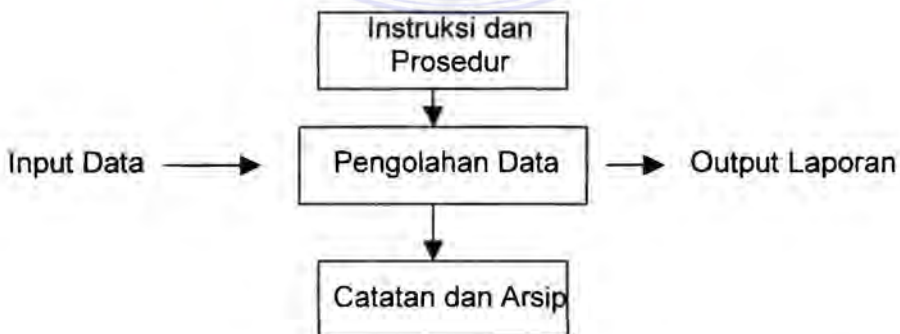 Instruksi dan
Prosedur
Input Data
Pengolahan Data
Output Laporan
Catatan dan Arsip